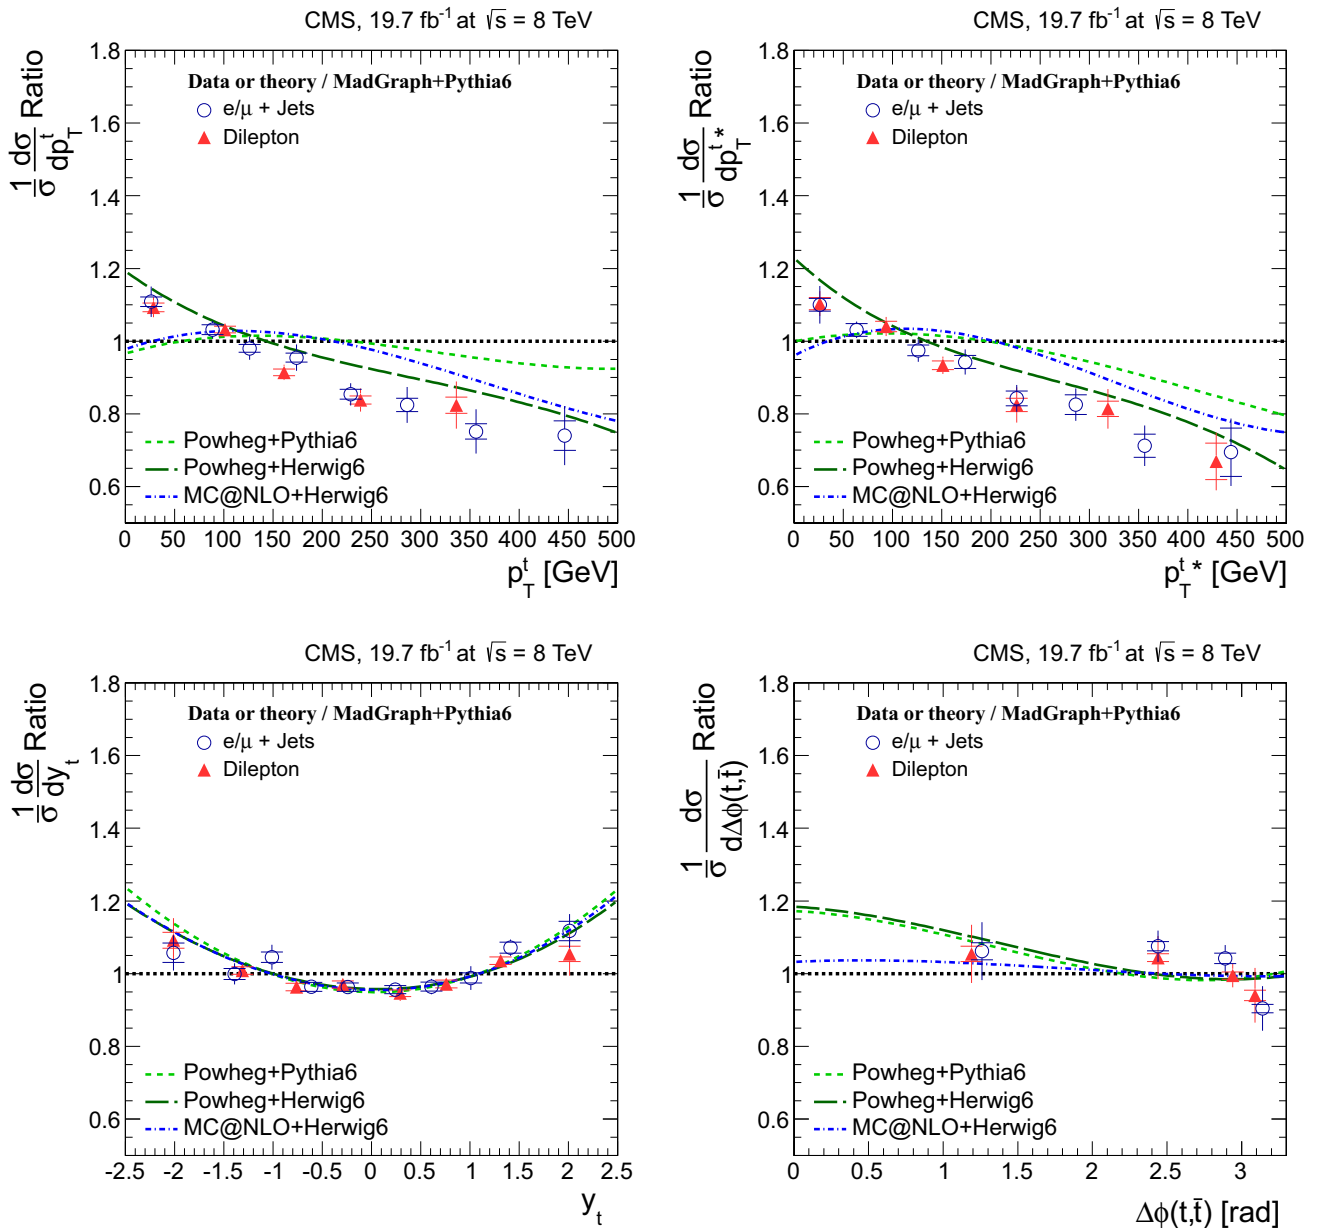 CMS, 19.7 fb⁻¹ at √s = 8 TeV
1/σ dσ/dp_T^t Ratio
Data or theory / MadGraph+Pythia6
e/μ + Jets
Dilepton
1.8
1.6
1.4
1.2
1
0.8
0.6
Powheg+Pythia6
Powheg+Herwig6
MC@NLO+Herwig6
0 50 100 150 200 250 300 350 400 450 500
p_T^t [GeV]
CMS, 19.7 fb⁻¹ at √s = 8 TeV
1/σ dσ/dp_T^t* Ratio
Data or theory / MadGraph+Pythia6
e/μ + Jets
Dilepton
1.8
1.6
1.4
1.2
1
0.8
0.6
Powheg+Pythia6
Powheg+Herwig6
MC@NLO+Herwig6
0 50 100 150 200 250 300 350 400 450 500
p_T^t* [GeV]
CMS, 19.7 fb⁻¹ at √s = 8 TeV
1/σ dσ/dy_t Ratio
Data or theory / MadGraph+Pythia6
e/μ + Jets
Dilepton
1.8
1.6
1.4
1.2
1
0.8
0.6
Powheg+Pythia6
Powheg+Herwig6
MC@NLO+Herwig6
-2.5 -2 -1.5 -1 -0.5 0 0.5 1 1.5 2 2.5
y_t
CMS, 19.7 fb⁻¹ at √s = 8 TeV
1/σ dσ/dΔϕ(t,t̄) Ratio
Data or theory / MadGraph+Pythia6
e/μ + Jets
Dilepton
1.8
1.6
1.4
1.2
1
0.8
0.6
Powheg+Pythia6
Powheg+Herwig6
MC@NLO+Herwig6
0 0.5 1 1.5 2 2.5 3
Δϕ(t,t̄) [rad]